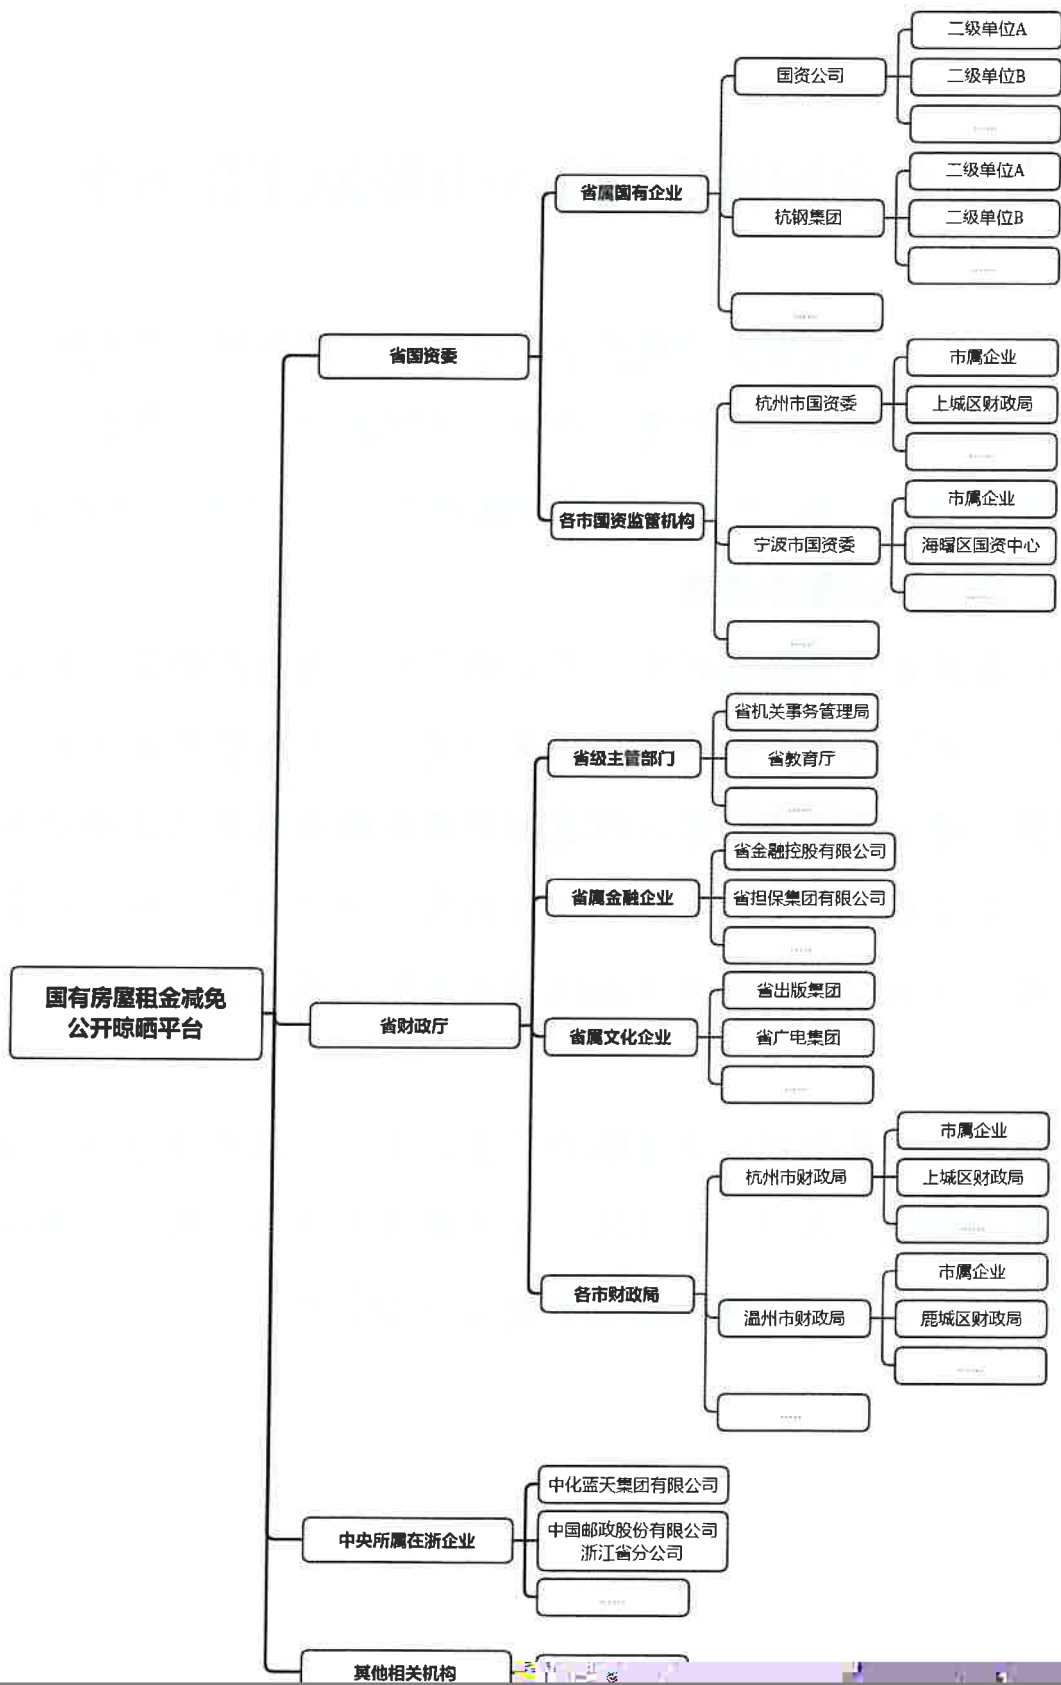 国有房屋租金减免
公开晾晒平台
省国资委
省属国有企业
国资公司
二级单位A
二级单位B
......
杭钢集团
二级单位A
二级单位B
......
......
各市国资监管机构
杭州市国资委
市属企业
上城区财政局
......
宁波市国资委
市属企业
海曙区国资中心
......
......
省财政厅
省级主管部门
省机关事务管理局
省教育厅
......
省属金融企业
省金融控股有限公司
省担保集团有限公司
......
省属文化企业
省出版集团
省广电集团
......
各市财政局
杭州市财政局
市属企业
上城区财政局
......
温州市财政局
市属企业
鹿城区财政局
......
......
中央所属在浙企业
中化蓝天集团有限公司
中国邮政股份有限公司
浙江省分公司
......
其他相关机构